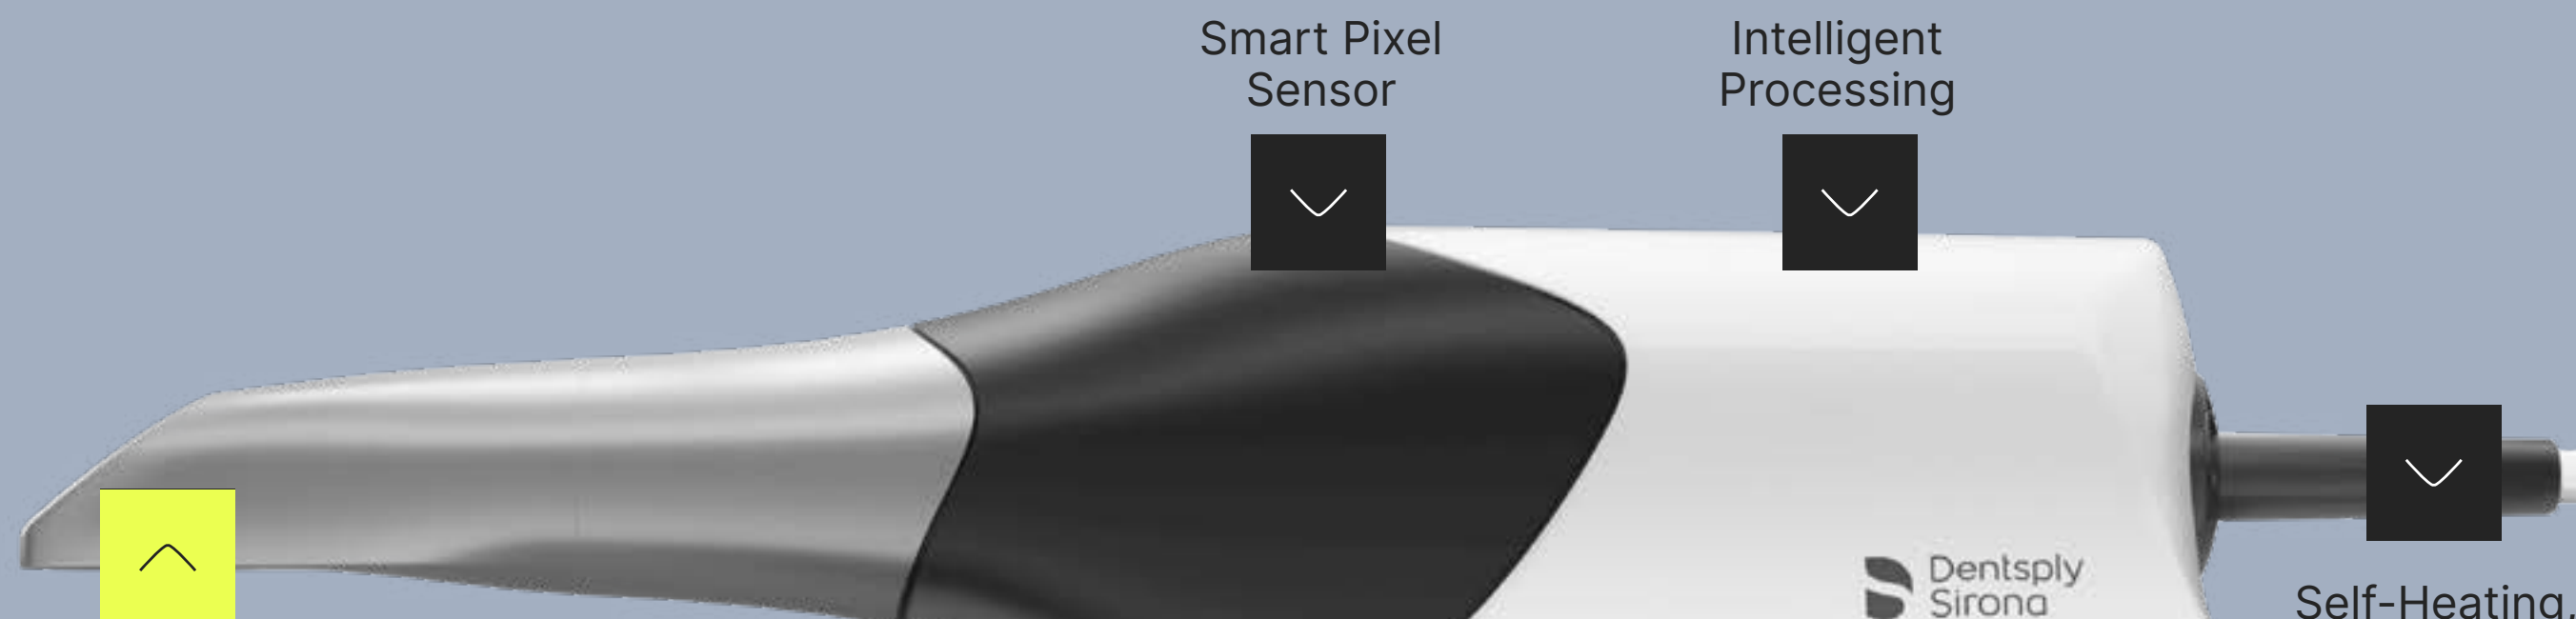 Smart Pixel
Sensor
Intelligent
Processing
Dentsply
Sirona
Self-Heating,